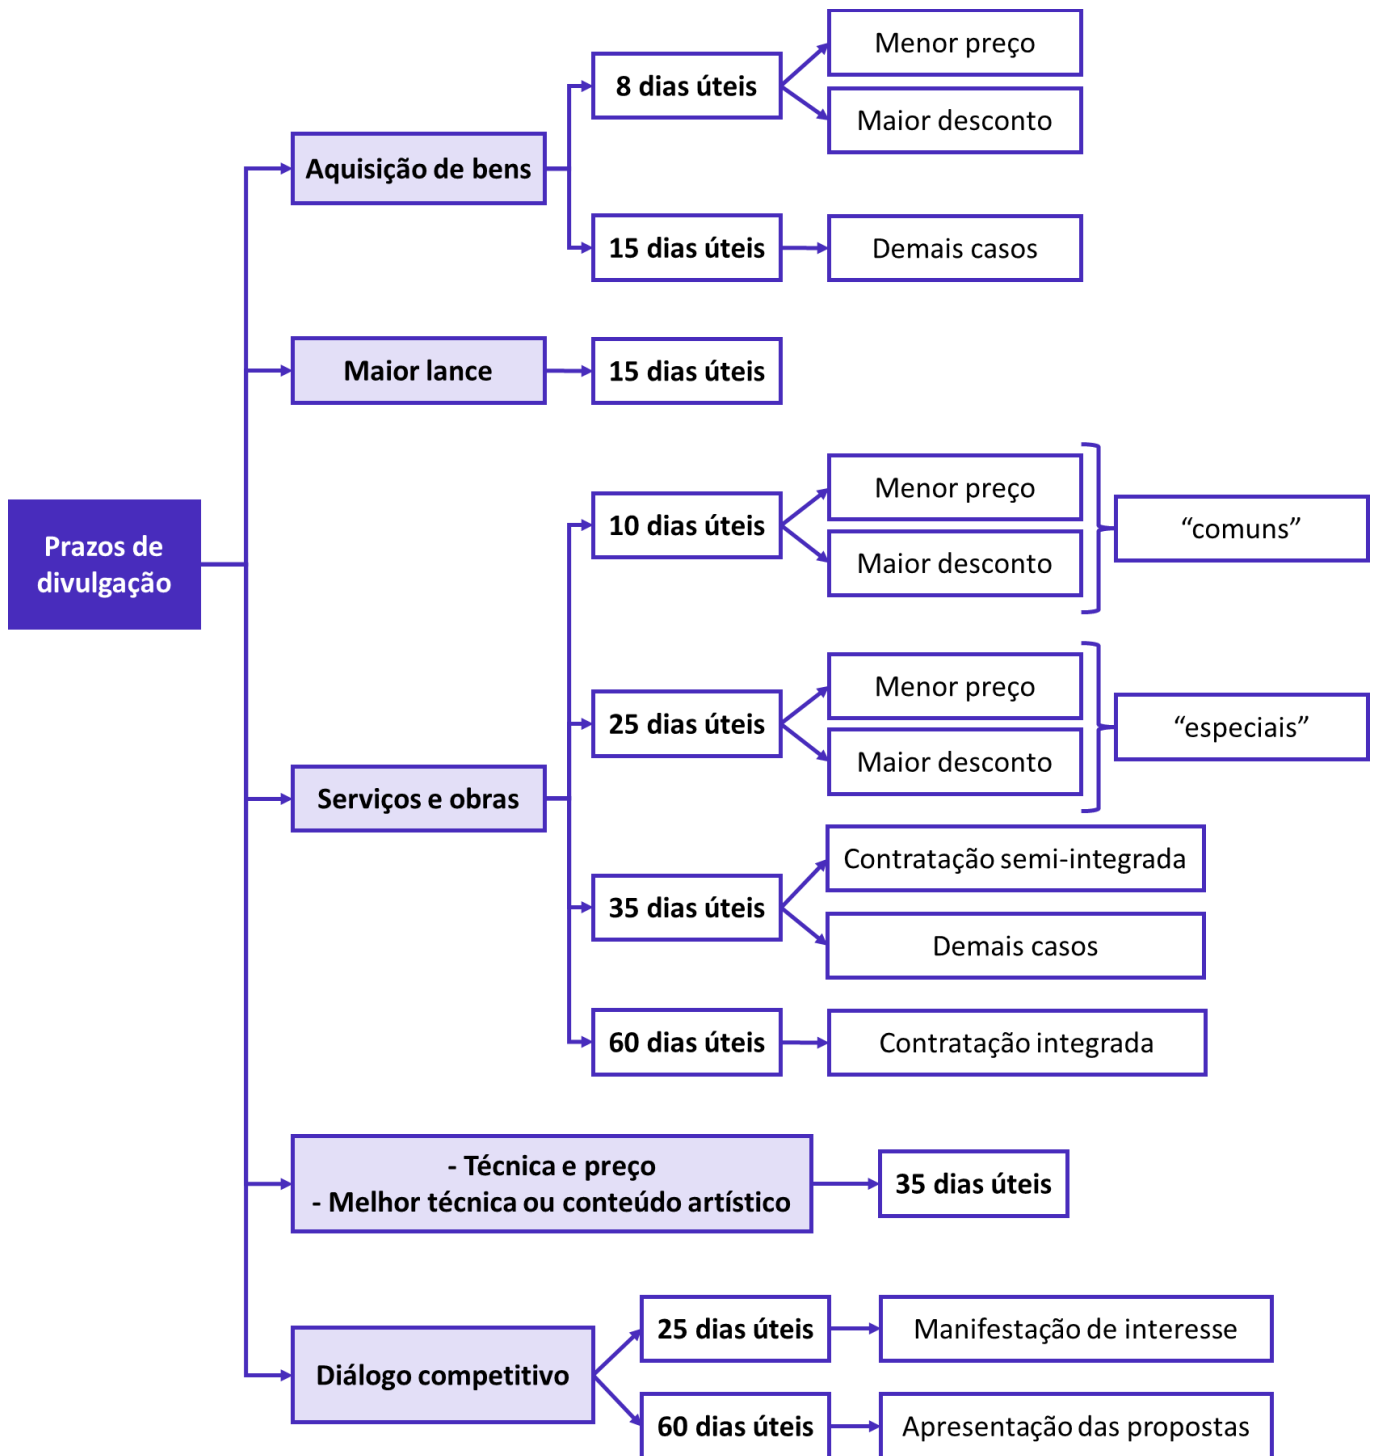 Prazos de
divulgação
Aquisição de bens
8 dias úteis
Menor preço
Maior desconto
15 dias úteis
Demais casos
Maior lance
15 dias úteis
Serviços e obras
10 dias úteis
Menor preço
Maior desconto
“comuns”
25 dias úteis
Menor preço
Maior desconto
“especiais”
35 dias úteis
Contratação semi-integrada
Demais casos
60 dias úteis
Contratação integrada
- Técnica e preço
- Melhor técnica ou conteúdo artístico
35 dias úteis
Diálogo competitivo
25 dias úteis
Manifestação de interesse
60 dias úteis
Apresentação das propostas